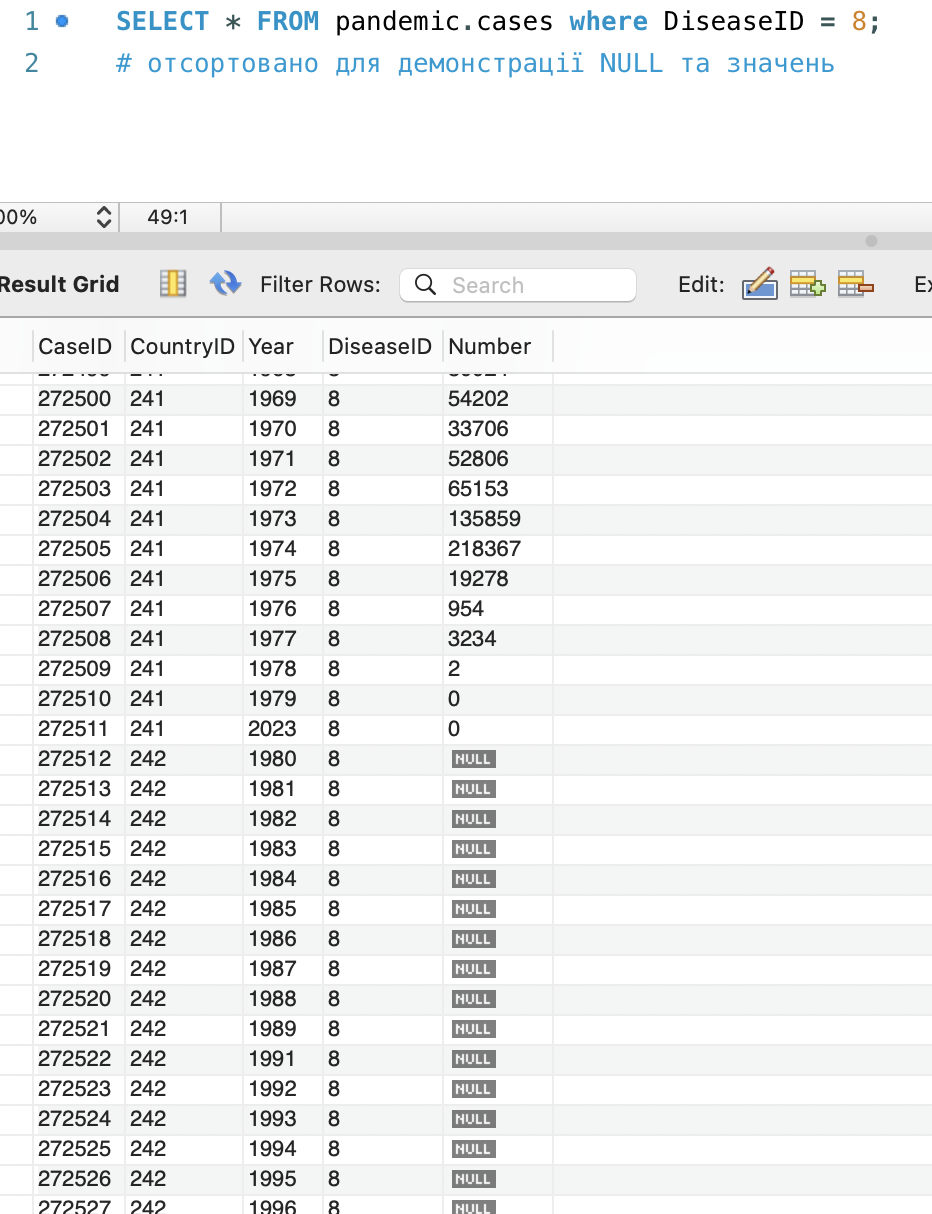 1 SELECT * FROM pandemic.cases where DiseaseID = 8;
2 # отсортовано для демонстрації NULL та значень
00% 49:1
Result Grid Filter Rows: Search Edit:
CaseID CountryID Year DiseaseID Number
272500 241 1969 8 54202
272501 241 1970 8 33706
272502 241 1971 8 52806
272503 241 1972 8 65153
272504 241 1973 8 135859
272505 241 1974 8 218367
272506 241 1975 8 19278
272507 241 1976 8 954
272508 241 1977 8 3234
272509 241 1978 8 2
272510 241 1979 8 0
272511 241 2023 8 0
272512 242 1980 8 NULL
272513 242 1981 8 NULL
272514 242 1982 8 NULL
272515 242 1983 8 NULL
272516 242 1984 8 NULL
272517 242 1985 8 NULL
272518 242 1986 8 NULL
272519 242 1987 8 NULL
272520 242 1988 8 NULL
272521 242 1989 8 NULL
272522 242 1991 8 NULL
272523 242 1992 8 NULL
272524 242 1993 8 NULL
272525 242 1994 8 NULL
272526 242 1995 8 NULL
272527 242 1996 8 NULL